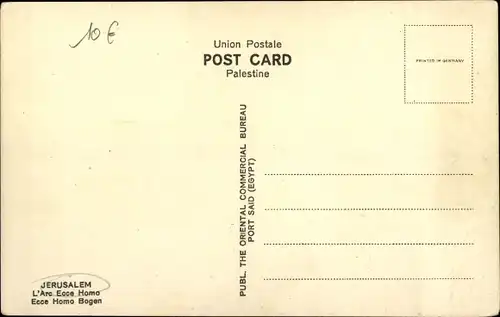 10 €
Union Postale
POST CARD
Palestine
PRINTED IN GERMANY
PUBL. THE ORIENTAL COMMERCIAL BUREAU
PORT SAID (EGYPT)
JERUSALEM
L'Arc Ecce Homo
Ecce Homo Bogen